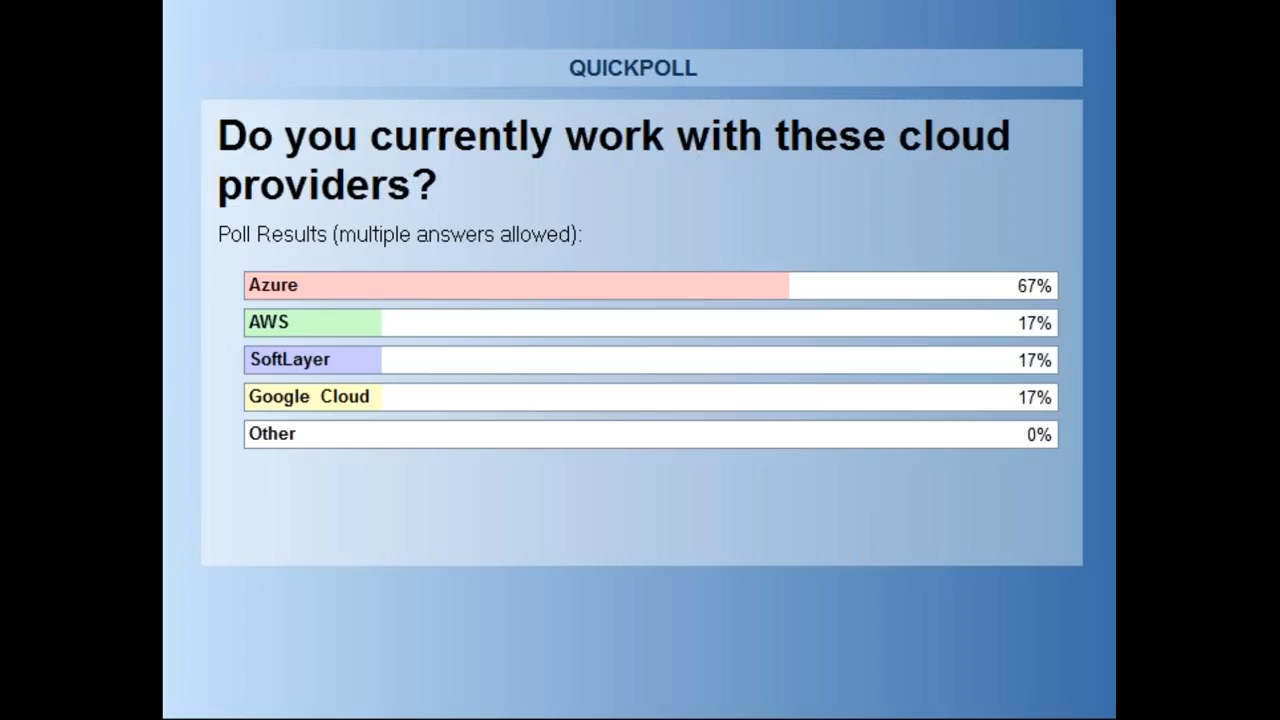 QUICKPOLL
Do you currently work with these cloud
providers?
Poll Results (multiple answers allowed):
Azure 67%
AWS 17%
SoftLayer 17%
Google Cloud 17%
Other 0%